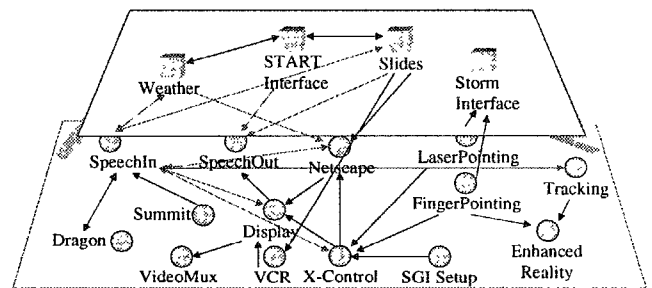 START
Interface
Slides
Weather
Storm
Interface
SpeechIn
SpeechOut
Netscape
LaserPointing
Tracking
FingerPointing
Summit
Display
Dragon
Enhanced
Reality
VideoMux
VCR
X-Control
SGI Setup